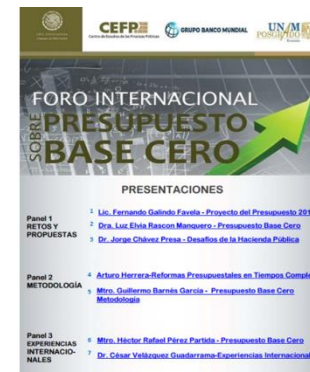 CEFP
Centro de Estudios de las Finanzas Públicas
GRUPO BANCO MUNDIAL
UNAM
POSGRADO
FORO INTERNACIONAL
SOBRE PRESUPUESTO
BASE CERO
PRESENTACIONES
Panel 1
RETOS Y
PROPUESTAS
1 Lic. Fernando Galindo Favela - Proyecto del Presupuesto 201
2 Dra. Luz Elvia Rascon Manquero - Presupuesto Base Cero
3 Dr. Jorge Chávez Presa - Desafíos de la Hacienda Pública
Panel 2
METODOLOGÍA
4 Arturo Herrera-Reformas Presupuestales en Tiempos Comple
5 Mtro. Guillermo Barnés García - Presupuesto Base Cero
Metodología
Panel 3
EXPERIENCIAS
INTERNACIO-
NALES
6 Mtro. Héctor Rafael Pérez Partida - Presupuesto Base Cero
7 Dr. César Velázquez Guadarrama-Experiencias Internacional